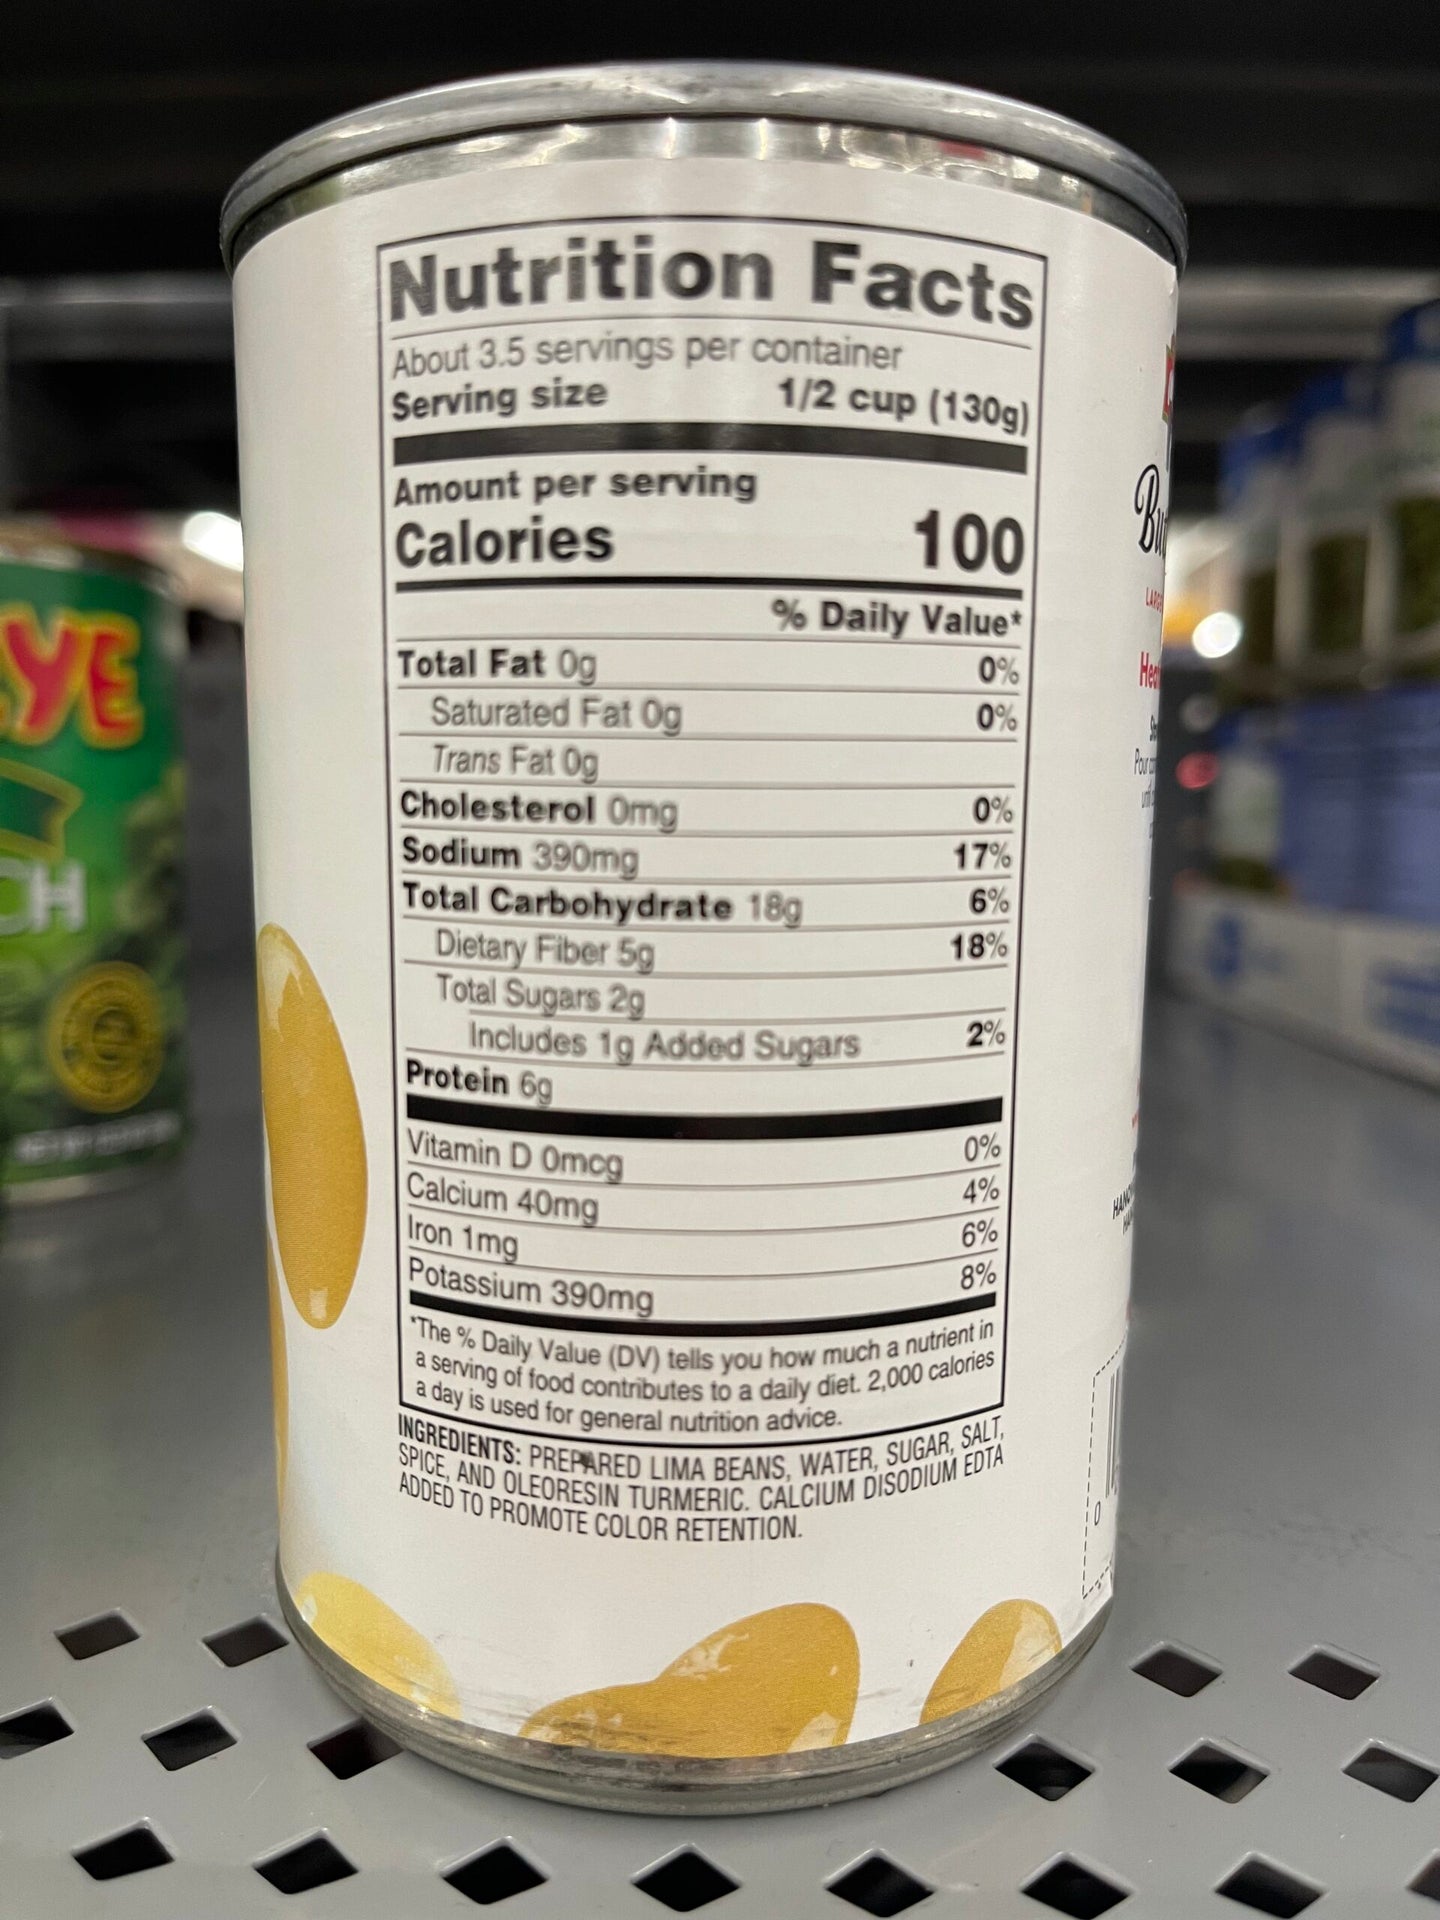 Nutrition Facts
About 3.5 servings per container
Serving size 1/2 cup (130g)
Amount per serving
Calories 100
% Daily Value*
Total Fat 0g 0%
Saturated Fat 0g 0%
Trans Fat 0g
Cholesterol 0mg 0%
Sodium 390mg 17%
Total Carbohydrate 18g 6%
Dietary Fiber 5g 18%
Total Sugars 2g
Includes 1g Added Sugars 2%
Protein 6g
Vitamin D 0mcg 0%
Calcium 40mg 4%
Iron 1mg 6%
Potassium 390mg 8%
*The % Daily Value (DV) tells you how much a nutrient in
a serving of food contributes to a daily diet. 2,000 calories
a day is used for general nutrition advice.
INGREDIENTS: PREPARED LIMA BEANS, WATER, SUGAR, SALT,
SPICE, AND OLEORESIN TURMERIC. CALCIUM DISODIUM EDTA
ADDED TO PROMOTE COLOR RETENTION.
YE
CH
0